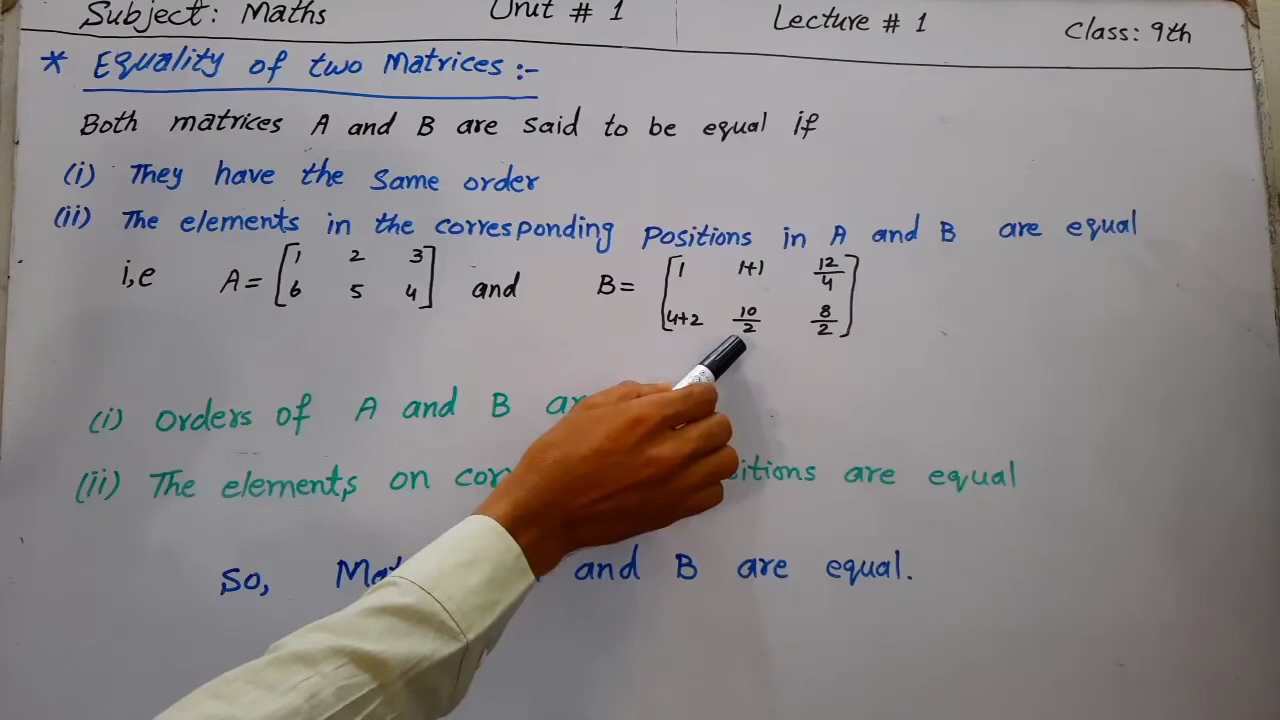 Subject: Maths Unit # 1 Lecture # 1 Class: 9th
* Equality of two Matrices :-
Both matrices A and B are said to be equal if
(i) They have the same order
(ii) The elements in the corresponding Positions in A and B are equal
i,e A = [1 2 3 and B = [1 1+1 12/4
6 5 4] 4+2 10/2 8/2]
(i) Orders of A and B
(ii) The elements on are equal
So, and B are equal.